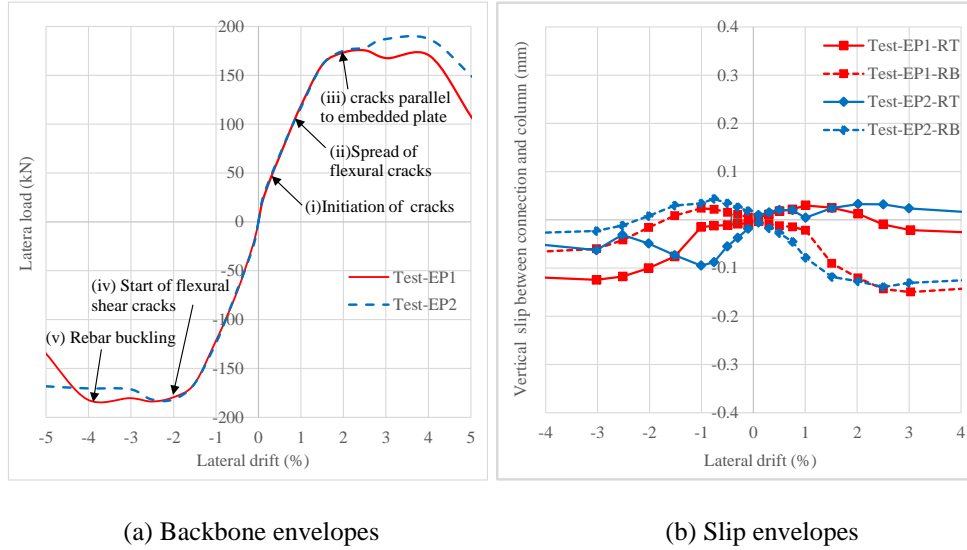 200
150
100
50
0
-50
-100
-150
-200
-5
-4
-3
-2
-1
0
1
2
3
4
5
Latera load (kN)
Lateral drift (%)
(iii) cracks parallel
to embedded plate
(ii)Spread of
flexural cracks
(i)Initiation of cracks
Test-EP1
Test-EP2
(iv) Start of flexural
shear cracks
(v) Rebar buckling
(a) Backbone envelopes
0.4
0.3
0.2
0.1
0.0
-0.1
-0.2
-0.3
-0.4
-4
-3
-2
-1
0
1
2
3
4
Vertical slip between connection and column (mm)
Lateral drift (%)
Test-EP1-RT
Test-EP1-RB
Test-EP2-RT
Test-EP2-RB
(b) Slip envelopes